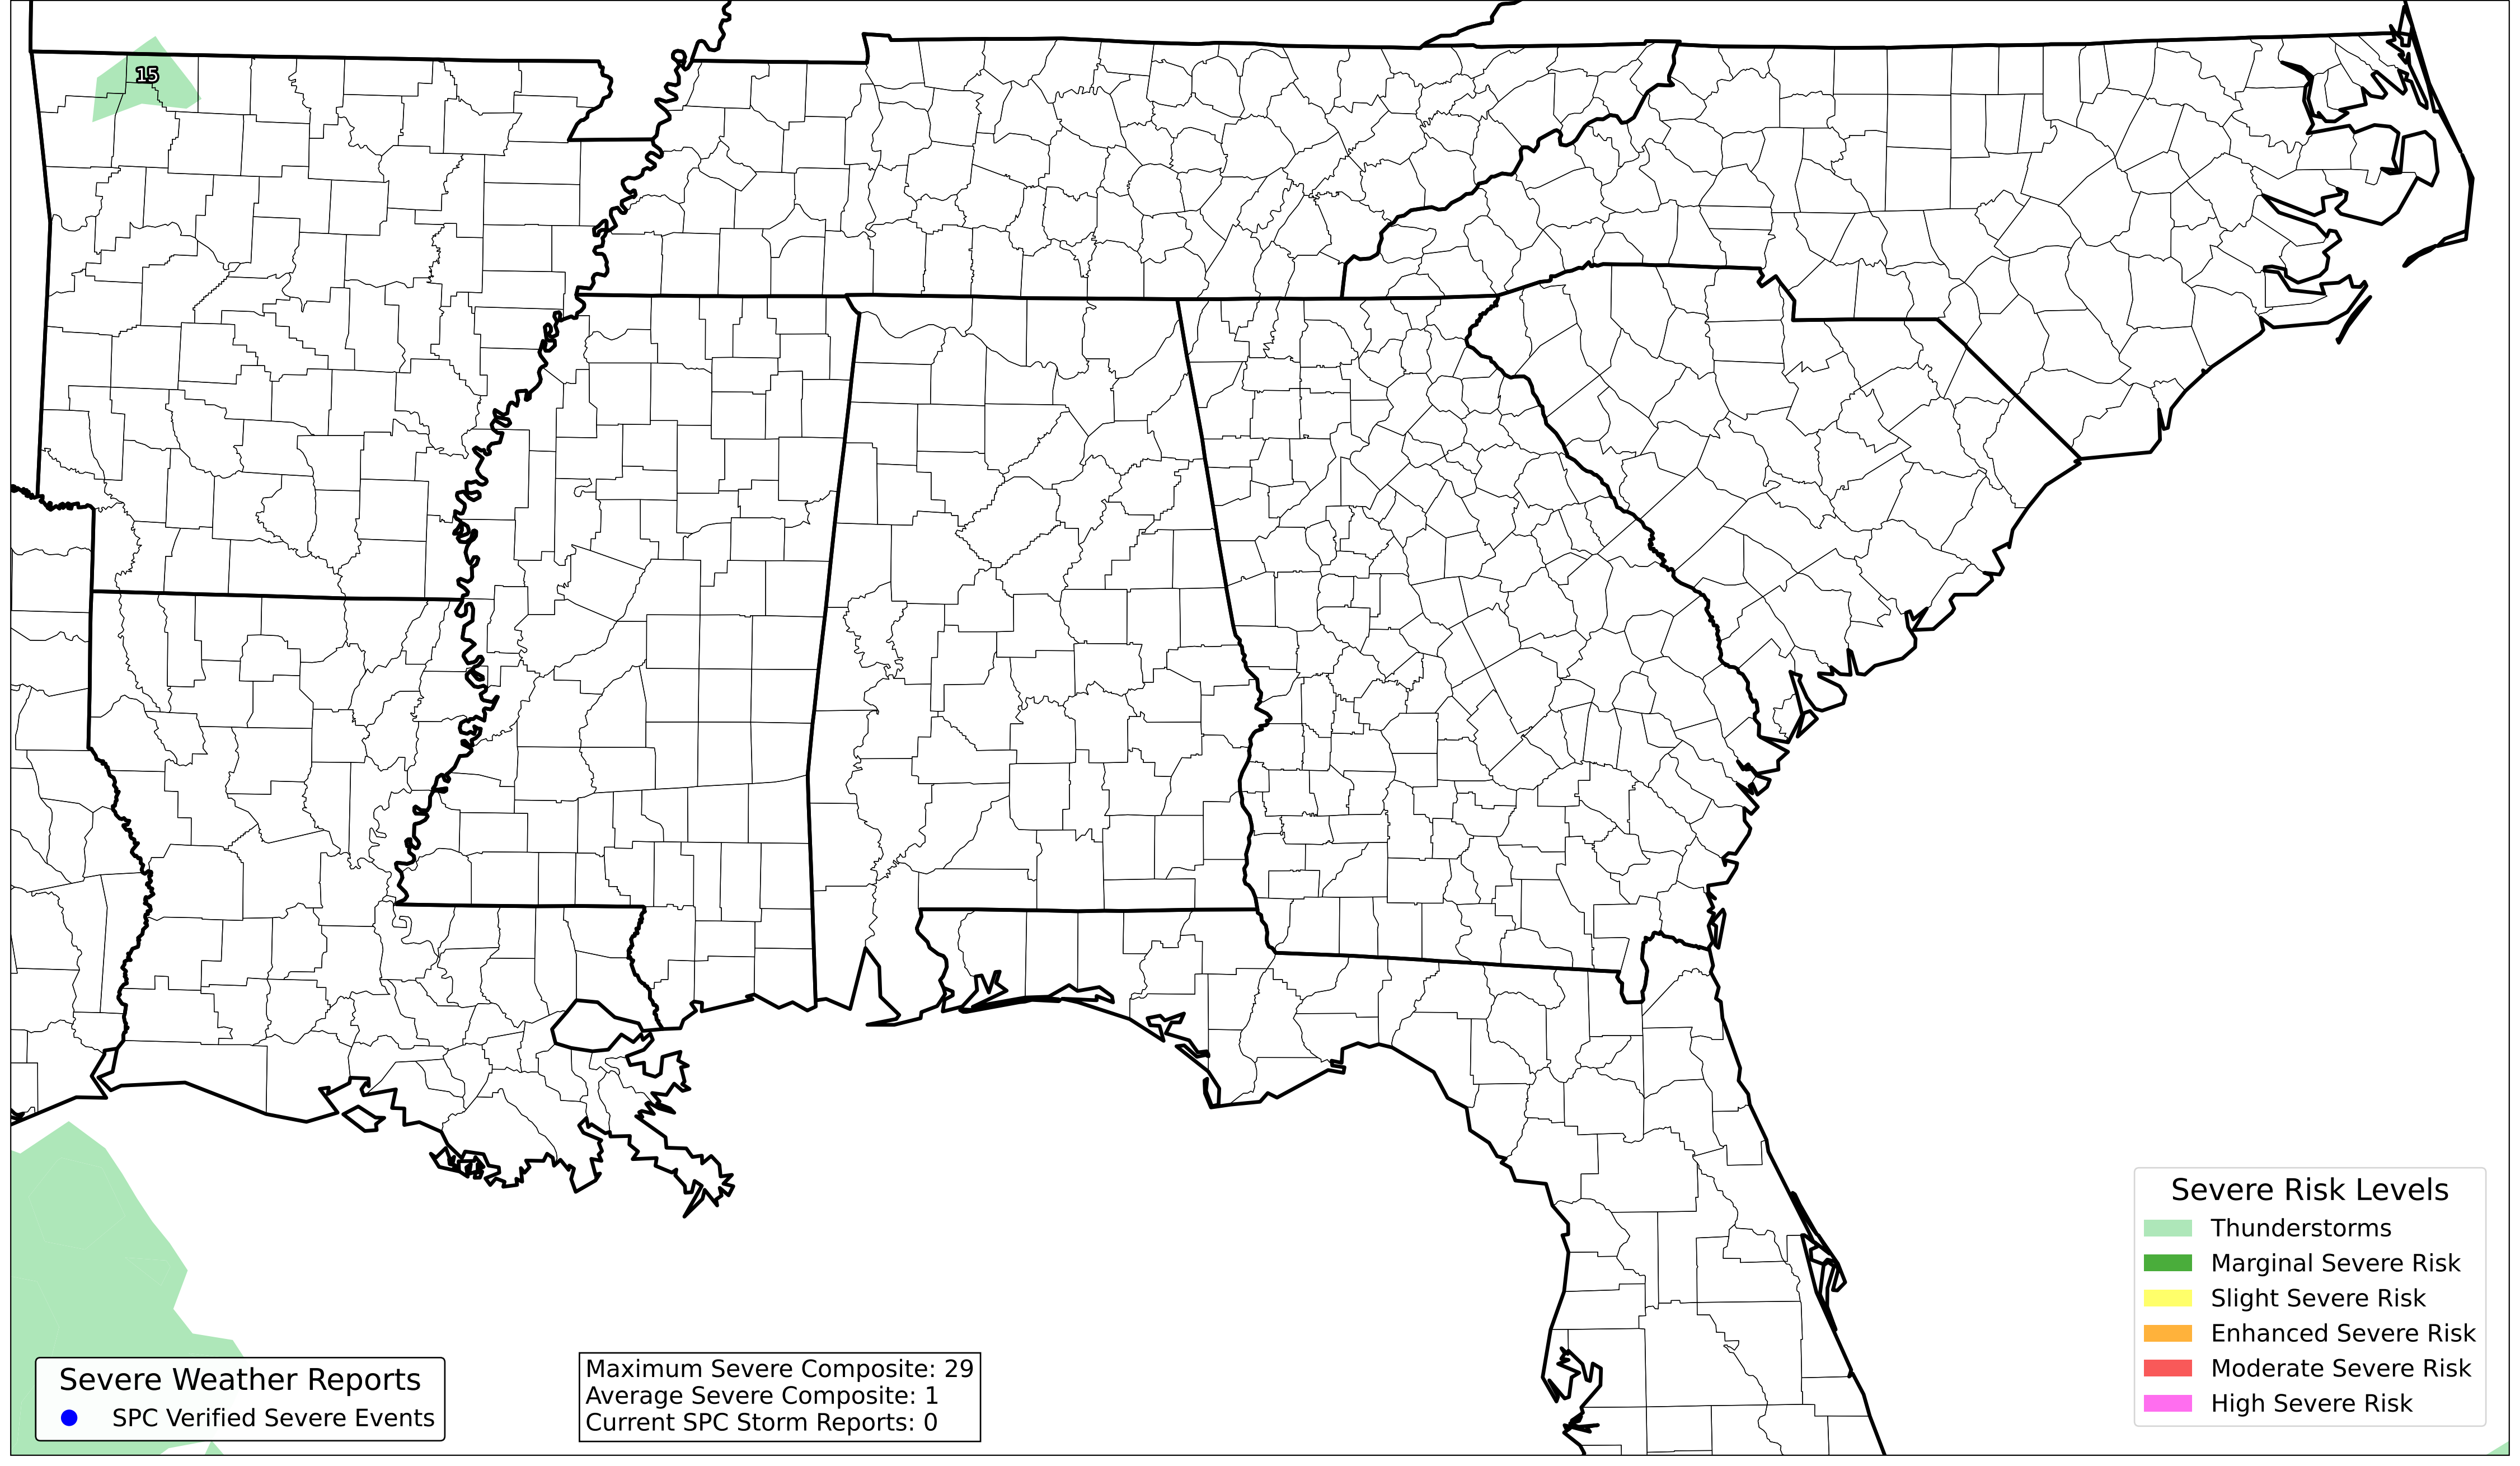 15
Severe Weather Reports
SPC Verified Severe Events
Maximum Severe Composite: 29
Average Severe Composite: 1
Current SPC Storm Reports: 0
Severe Risk Levels
Thunderstorms
Marginal Severe Risk
Slight Severe Risk
Enhanced Severe Risk
Moderate Severe Risk
High Severe Risk